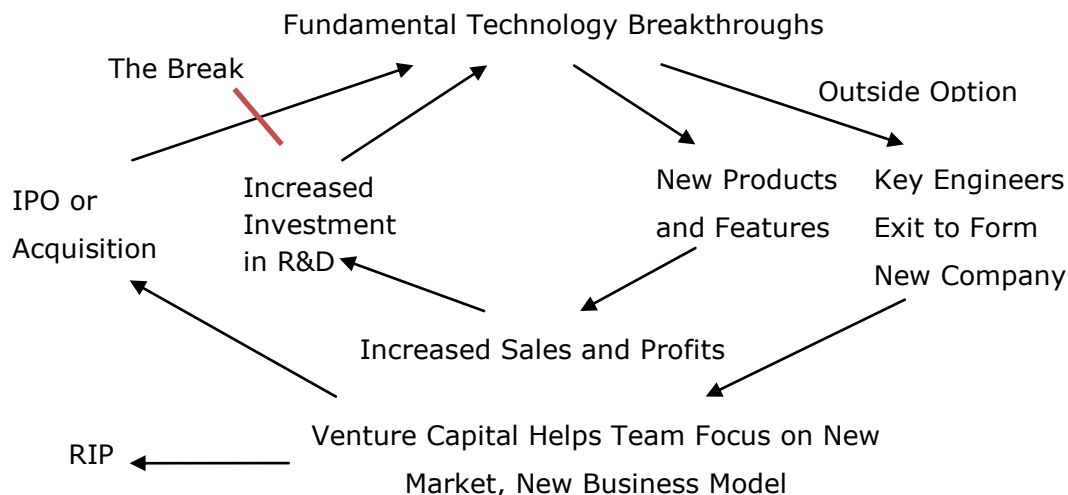 Fundamental Technology Breakthroughs
The Break
Outside Option
IPO or
Acquisition
Increased
Investment
in R&D
New Products
and Features
Key Engineers
Exit to Form
New Company
Increased Sales and Profits
RIP
Venture Capital Helps Team Focus on New
Market, New Business Model